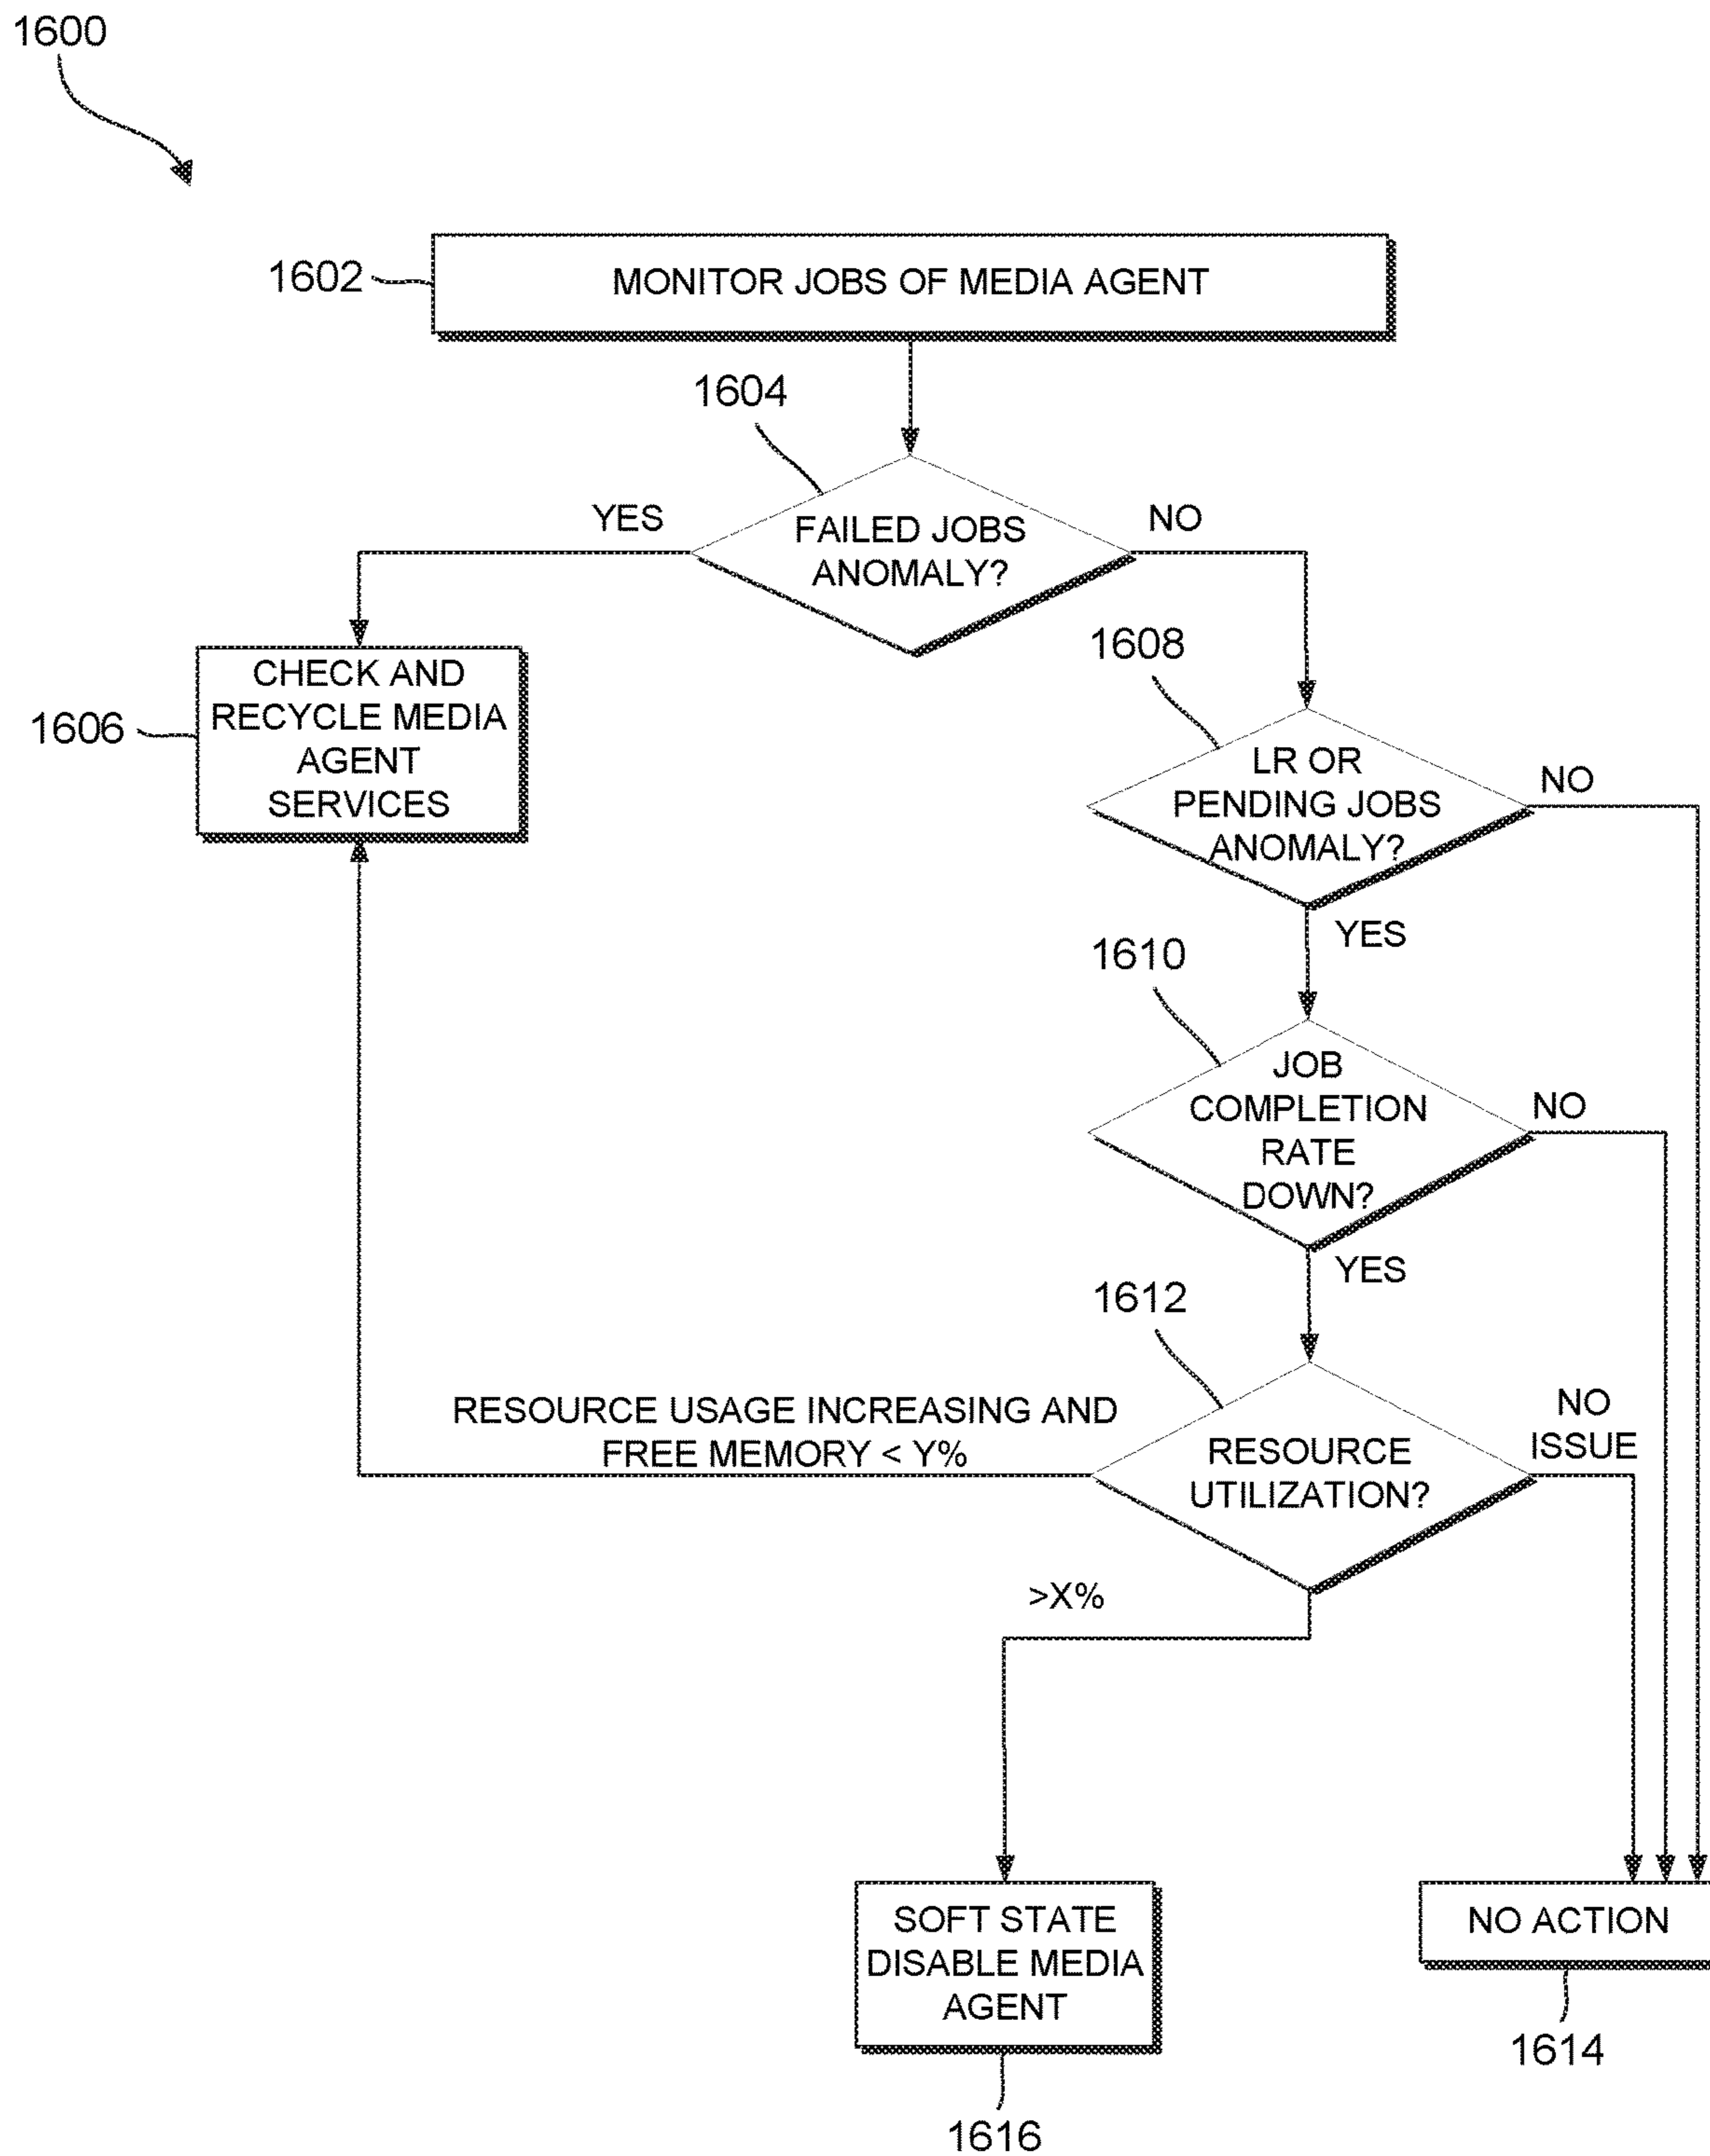 1600
1602
MONITOR JOBS OF MEDIA AGENT
1604
YES
FAILED JOBS
ANOMALY?
NO
1606
CHECK AND
RECYCLE MEDIA
AGENT
SERVICES
1608
LR OR
PENDING JOBS
ANOMALY?
NO
YES
1610
JOB
COMPLETION
RATE
DOWN?
NO
YES
1612
RESOURCE USAGE INCREASING AND
FREE MEMORY < Y%
RESOURCE
UTILIZATION?
NO
ISSUE
>X%
SOFT STATE
DISABLE MEDIA
AGENT
NO ACTION
1614
1616